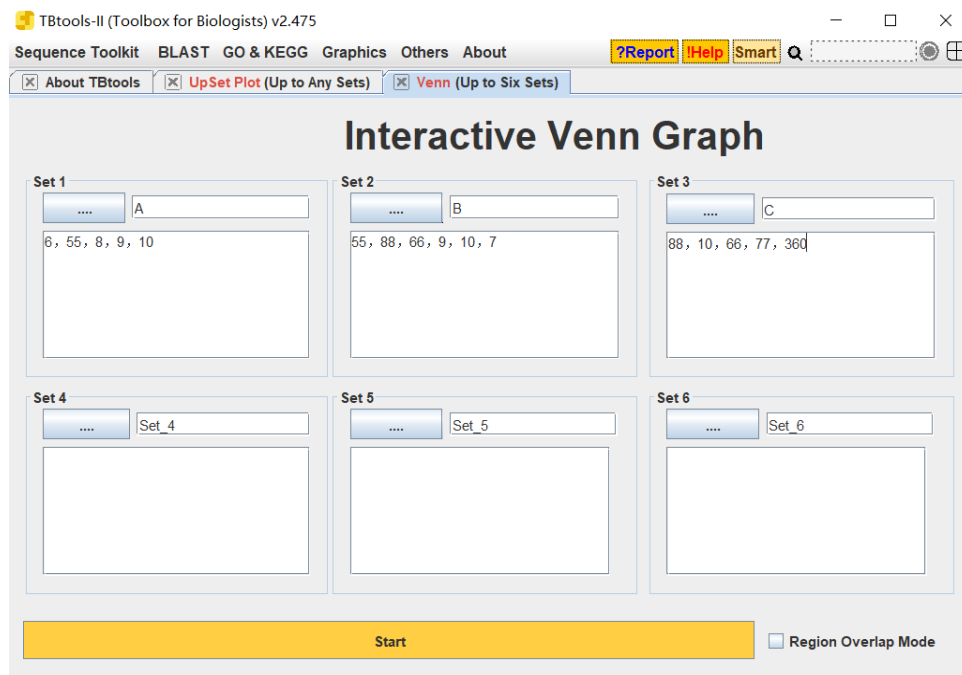 TBtools-II (Toolbox for Biologists) v2.475
Sequence Toolkit BLAST GO & KEGG Graphics Others About ?Report !Help Smart
About TBtools UpSet Plot (Up to Any Sets) Venn (Up to Six Sets)
Interactive Venn Graph
Set 1 Set 2 Set 3
.... A .... B .... C
6，55，8，9，10 55，88，66，9，10，7 88，10，66，77，360
Set 4 Set 5 Set 6
.... Set_4 .... Set_5 .... Set_6
Start Region Overlap Mode